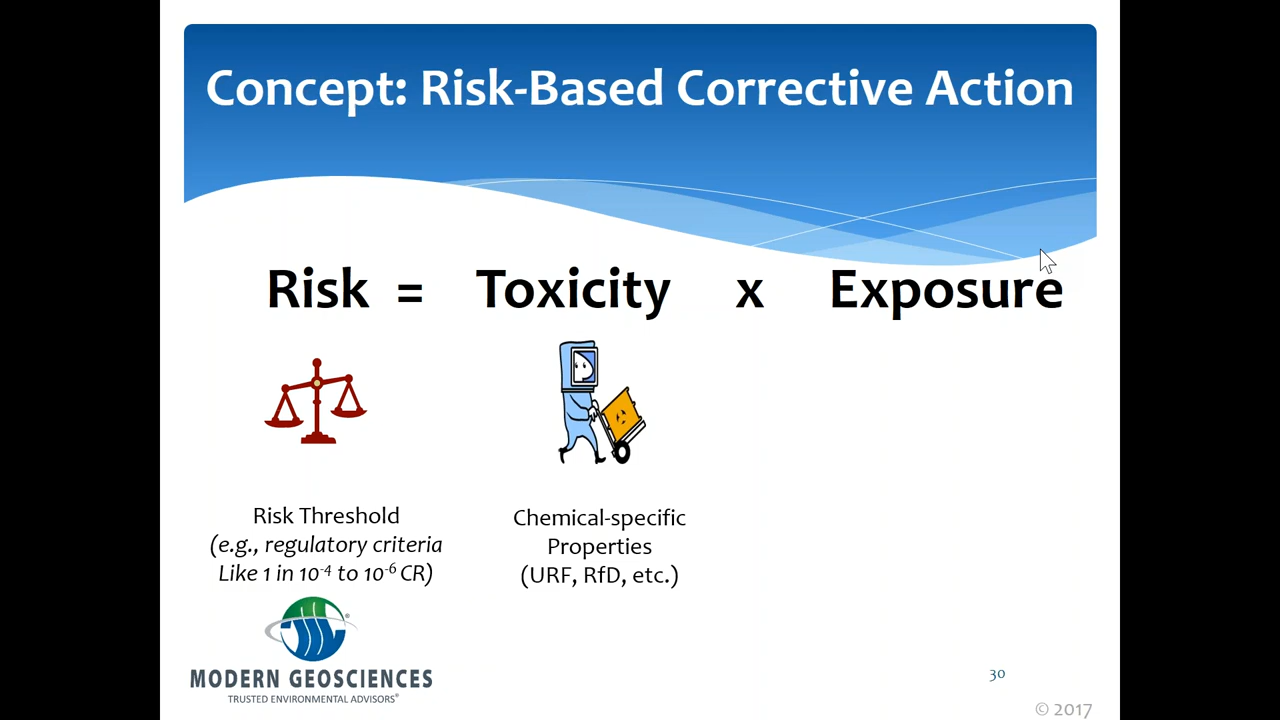 Concept: Risk-Based Corrective Action
Risk = Toxicity x Exposure
Risk Threshold
(e.g., regulatory criteria
Like 1 in 10⁻⁴ to 10⁻⁶ CR)
Chemical-specific
Properties
(URF, RfD, etc.)
MODERN GEOSCIENCES
TRUSTED ENVIRONMENTAL ADVISORS®
30
© 2017